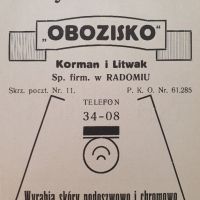 „OBOZISKO"
Korman i Litwak
Sp. firm. w RADOMIU
Skrz. poczt. Nr. 11. P. K. O. Nr. 61,285
TELEFON
34-08
Wyrabia skóry podeszwowe i chromowe